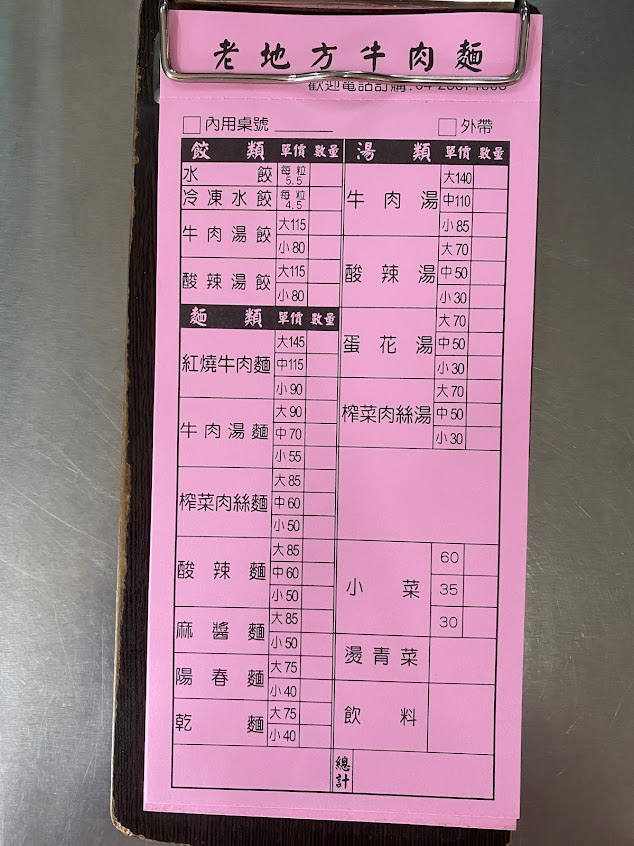 老地方牛肉麵
歡迎電話訂購:04
內用桌號 外帶
餃類 單價 數量
水餃 每粒 5.5
冷凍水餃 每粒 4.5
牛肉湯餃 大115
小80
酸辣湯餃 大115
小80
麵類 單價 數量
紅燒牛肉麵 大145
中115
小90
牛肉湯麵 大90
中70
小55
榨菜肉絲麵 大85
中60
小50
酸辣麵 大85
中60
小50
麻醬麵 大85
小50
陽春麵 大75
小40
乾麵 大75
小40
湯類 單價 數量
牛肉湯 大140
中110
小85
酸辣湯 大70
中50
小30
蛋花湯 大70
中50
小30
榨菜肉絲湯 大70
中50
小30
小菜 60
35
30
燙青菜
飲料
總計